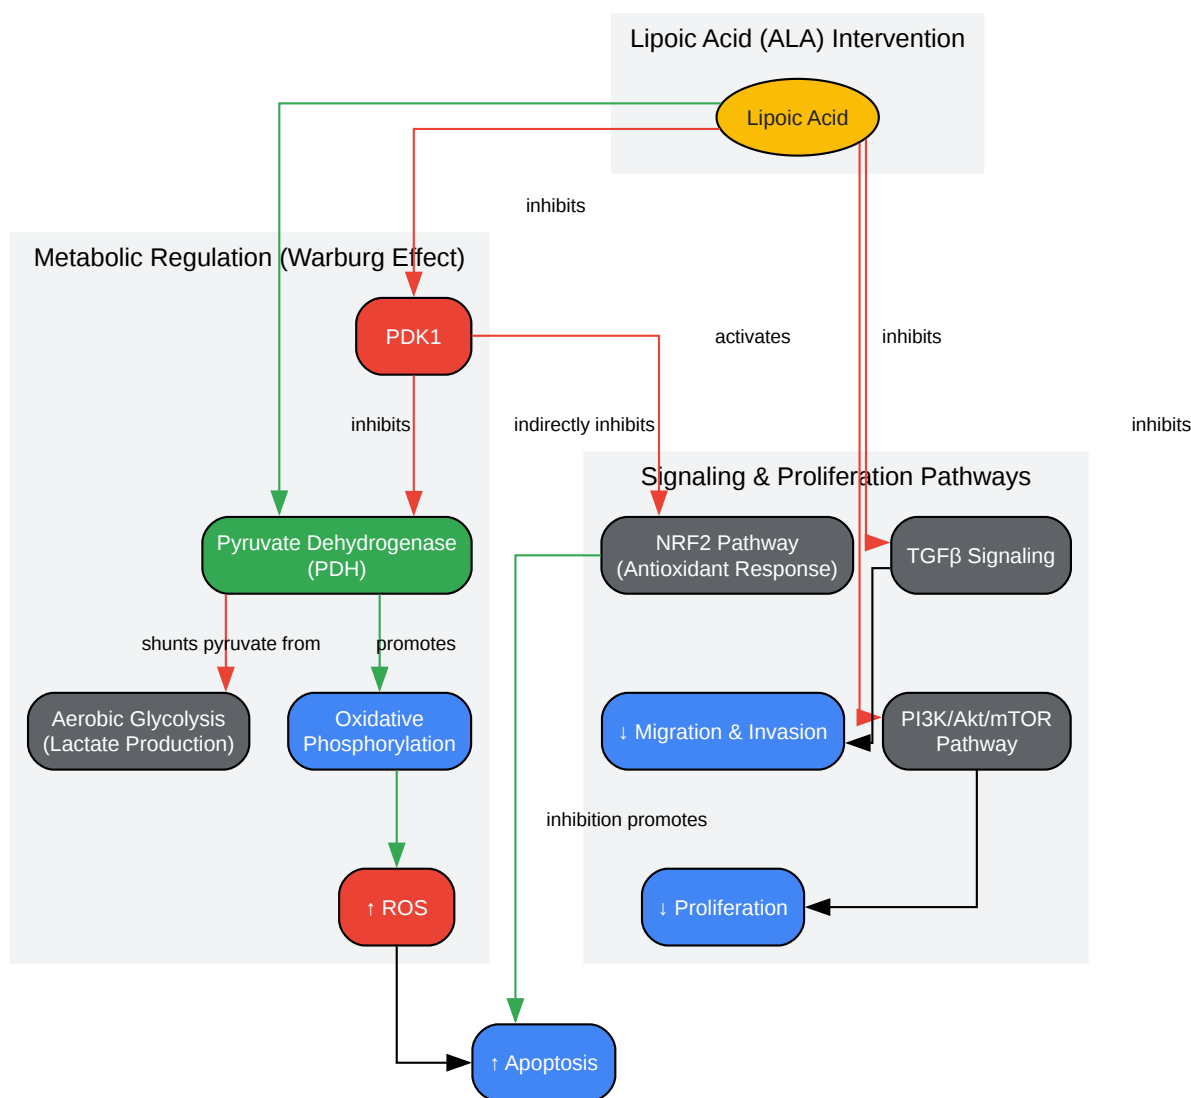 Lipoic Acid (ALA) Intervention
Lipoic Acid
inhibits
Metabolic Regulation (Warburg Effect)
PDK1
activates
inhibits
inhibits
indirectly inhibits
inhibits
Signaling & Proliferation Pathways
Pyruvate Dehydrogenase
(PDH)
NRF2 Pathway
(Antioxidant Response)
TGFβ Signaling
shunts pyruvate from
promotes
Aerobic Glycolysis
(Lactate Production)
Oxidative
Phosphorylation
↓ Migration & Invasion
PI3K/Akt/mTOR
Pathway
inhibition promotes
↑ ROS
↓ Proliferation
↑ Apoptosis